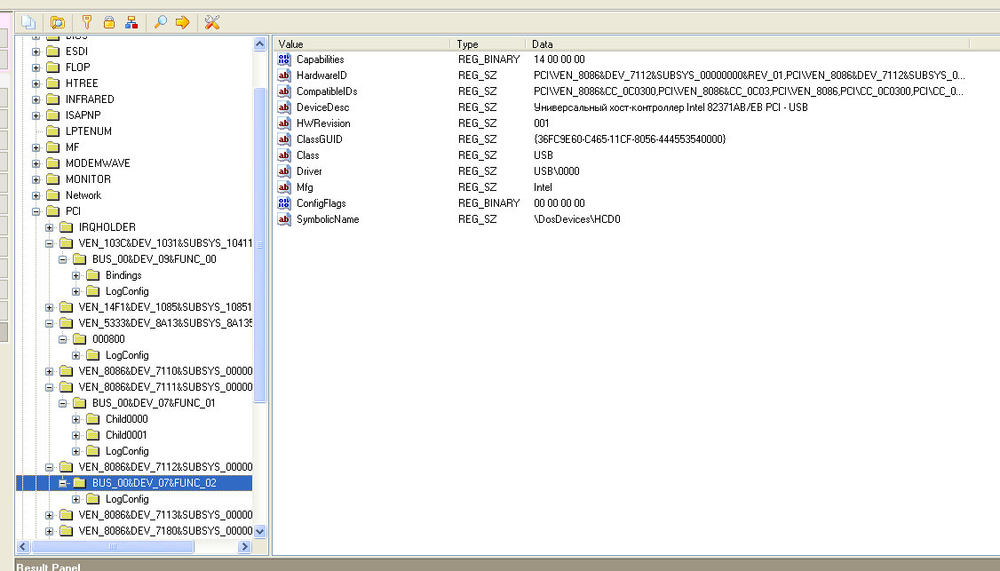 BIOS
ESDI
FLOP
HTREE
INFRARED
ISAPNP
LPTENUM
MF
MODEMWAVE
MONITOR
Network
PCI
IRQHOLDER
VEN_103C&DEV_1031&SUBSYS_10411
BUS_00&DEV_09&FUNC_00
Bindings
LogConfig
VEN_14F1&DEV_1085&SUBSYS_10851
VEN_5333&DEV_8A13&SUBSYS_8A135
000800
LogConfig
VEN_8086&DEV_7110&SUBSYS_00000
VEN_8086&DEV_7111&SUBSYS_00000
BUS_00&DEV_07&FUNC_01
Child0000
Child0001
LogConfig
VEN_8086&DEV_7112&SUBSYS_00000
BUS_00&DEV_07&FUNC_02
LogConfig
VEN_8086&DEV_7113&SUBSYS_00000
VEN_8086&DEV_7180&SUBSYS_00000
Value Type Data
Capabilities REG_BINARY 14 00 00 00
HardwareID REG_SZ PCI\VEN_8086&DEV_7112&SUBSYS_00000000&REV_01,PCI\VEN_8086&DEV_7112&SUBSYS_0...
CompatibleIDs REG_SZ PCI\VEN_8086&CC_0C0300,PCI\VEN_8086&CC_0C03,PCI\VEN_8086,PCI\CC_0C0300,PCI\CC_0...
DeviceDesc REG_SZ Универсальный хост-контроллер Intel 82371AB/EB PCI - USB
HWRevision REG_SZ 001
ClassGUID REG_SZ {36FC9E60-C465-11CF-8056-444553540000}
Class REG_SZ USB
Driver REG_SZ USB\0000
Mfg REG_SZ Intel
ConfigFlags REG_BINARY 00 00 00 00
SymbolicName REG_SZ \DosDevices\HCD0
Result Panel